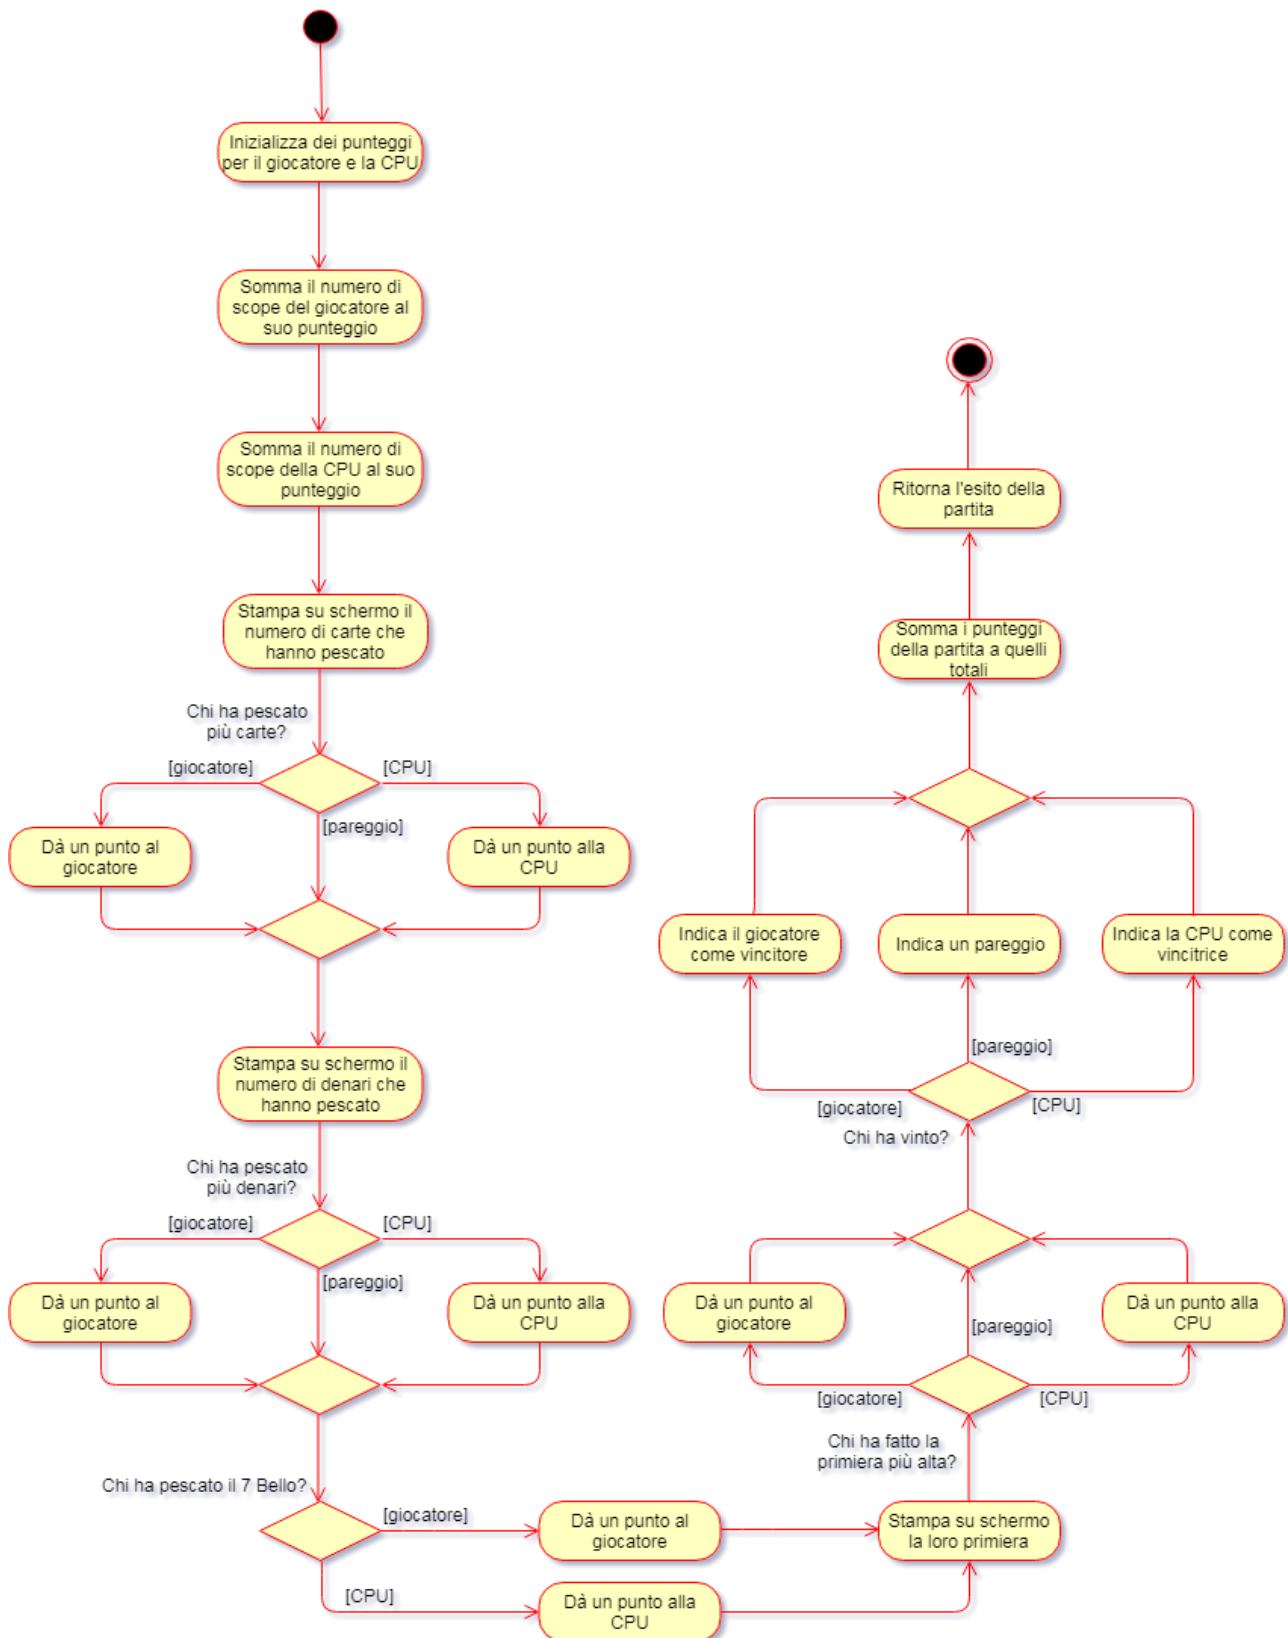 Inizializza dei punteggi
per il giocatore e la CPU
Somma il numero di
scope del giocatore al
suo punteggio
Somma il numero di
scope della CPU al suo
punteggio
Stampa su schermo il
numero di carte che
hanno pescato
Chi ha pescato
più carte?
[giocatore]
[CPU]
[pareggio]
Dà un punto al
giocatore
Dà un punto alla
CPU
Stampa su schermo il
numero di denari che
hanno pescato
Chi ha pescato
più denari?
[giocatore]
[CPU]
[pareggio]
Dà un punto al
giocatore
Dà un punto alla
CPU
Chi ha pescato il 7 Bello?
[giocatore]
Dà un punto al
giocatore
[CPU]
Dà un punto alla
CPU
Stampa su schermo
la loro primiera
Chi ha fatto la
primiera più alta?
[giocatore]
[CPU]
[pareggio]
Dà un punto al
giocatore
Dà un punto alla
CPU
Chi ha vinto?
[giocatore]
[CPU]
[pareggio]
Indica il giocatore
come vincitore
Indica un pareggio
Indica la CPU come
vincitrice
Somma i punteggi
della partita a quelli
totali
Ritorna l'esito della
partita